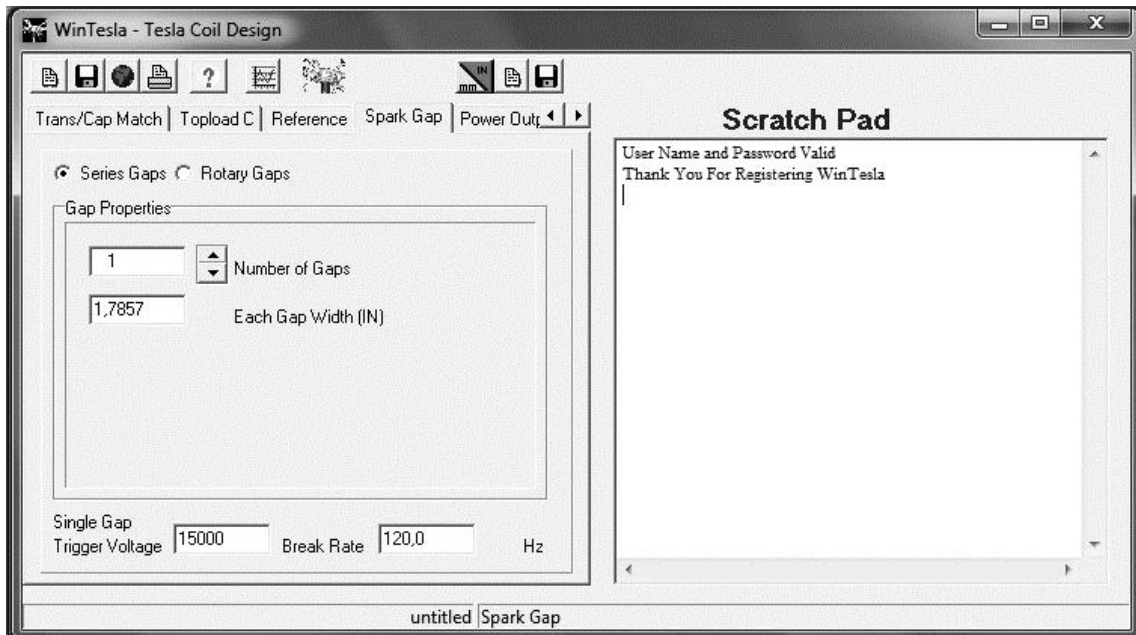 WinTesla - Tesla Coil Design
?
IN
mm
Trans/Cap Match Topload C Reference Spark Gap Power Outp
Series Gaps Rotary Gaps
Gap Properties
1 Number of Gaps
1,7857 Each Gap Width (IN)
Single Gap
Trigger Voltage 15000 Break Rate 120,0 Hz
Scratch Pad
User Name and Password Valid
Thank You For Registering WinTesla
untitled Spark Gap